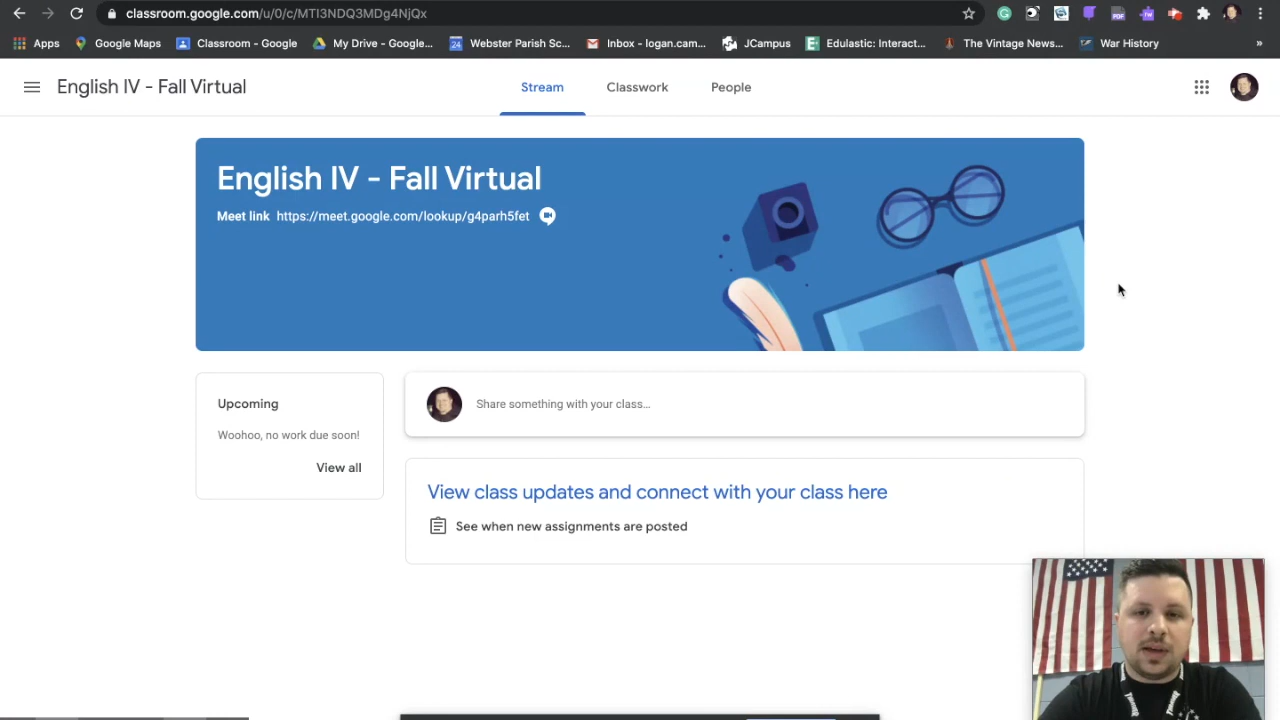 classroom.google.com/u/0/c/MTI3NDQ3MDg4NjQx
Apps Google Maps Classroom - Google My Drive - Google... Webster Parish Sc... Inbox - logan.cam... JCampus Edulastic: Interact... The Vintage News... War History »
English IV - Fall Virtual Stream Classwork People
English IV - Fall Virtual
Meet link https://meet.google.com/lookup/g4parh5fet
Upcoming
Woohoo, no work due soon!
View all
Share something with your class...
View class updates and connect with your class here
See when new assignments are posted